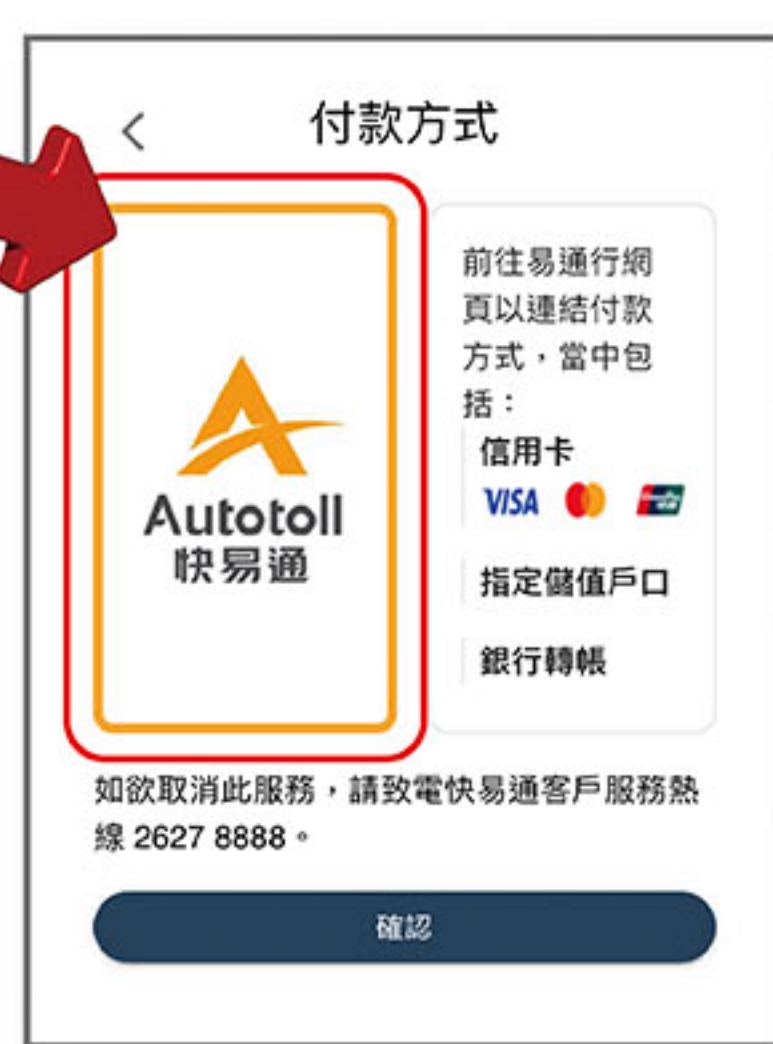 付款方式
Autotoll
快易通
前往易通行網
頁以連結付款
方式，當中包
括：
信用卡
VISA
指定儲值戶口
銀行轉帳
如欲取消此服務，請致電快易通客戶服務熱
線 2627 8888。
確認